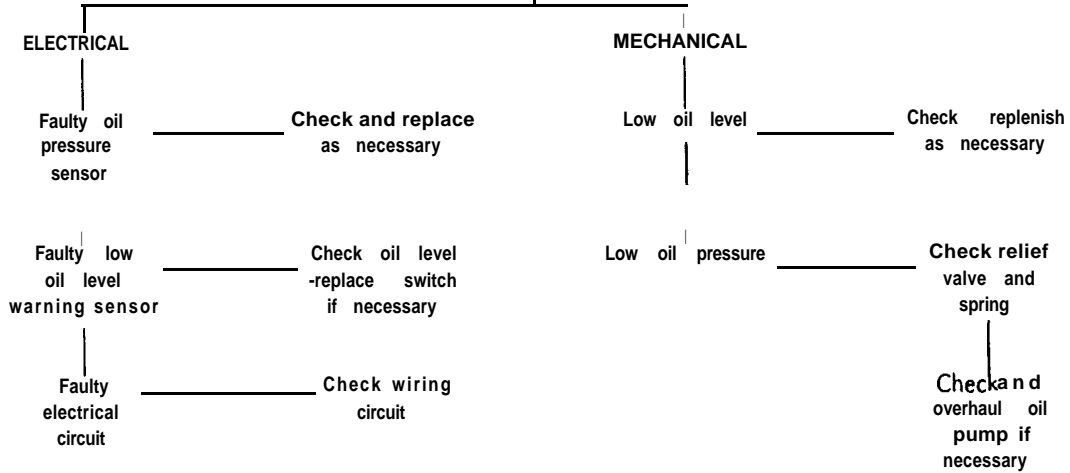 ELECTRICAL
Faulty oil
pressure
sensor
Check and replace
as necessary
Faulty low
oil level
warning sensor
Check oil level
-replace switch
if necessary
Faulty
electrical
circuit
Check wiring
circuit
MECHANICAL
Low oil level
Check replenish
as necessary
Low oil pressure
Check relief
valve and
spring
Check and
overhaul oil
pump if
necessary